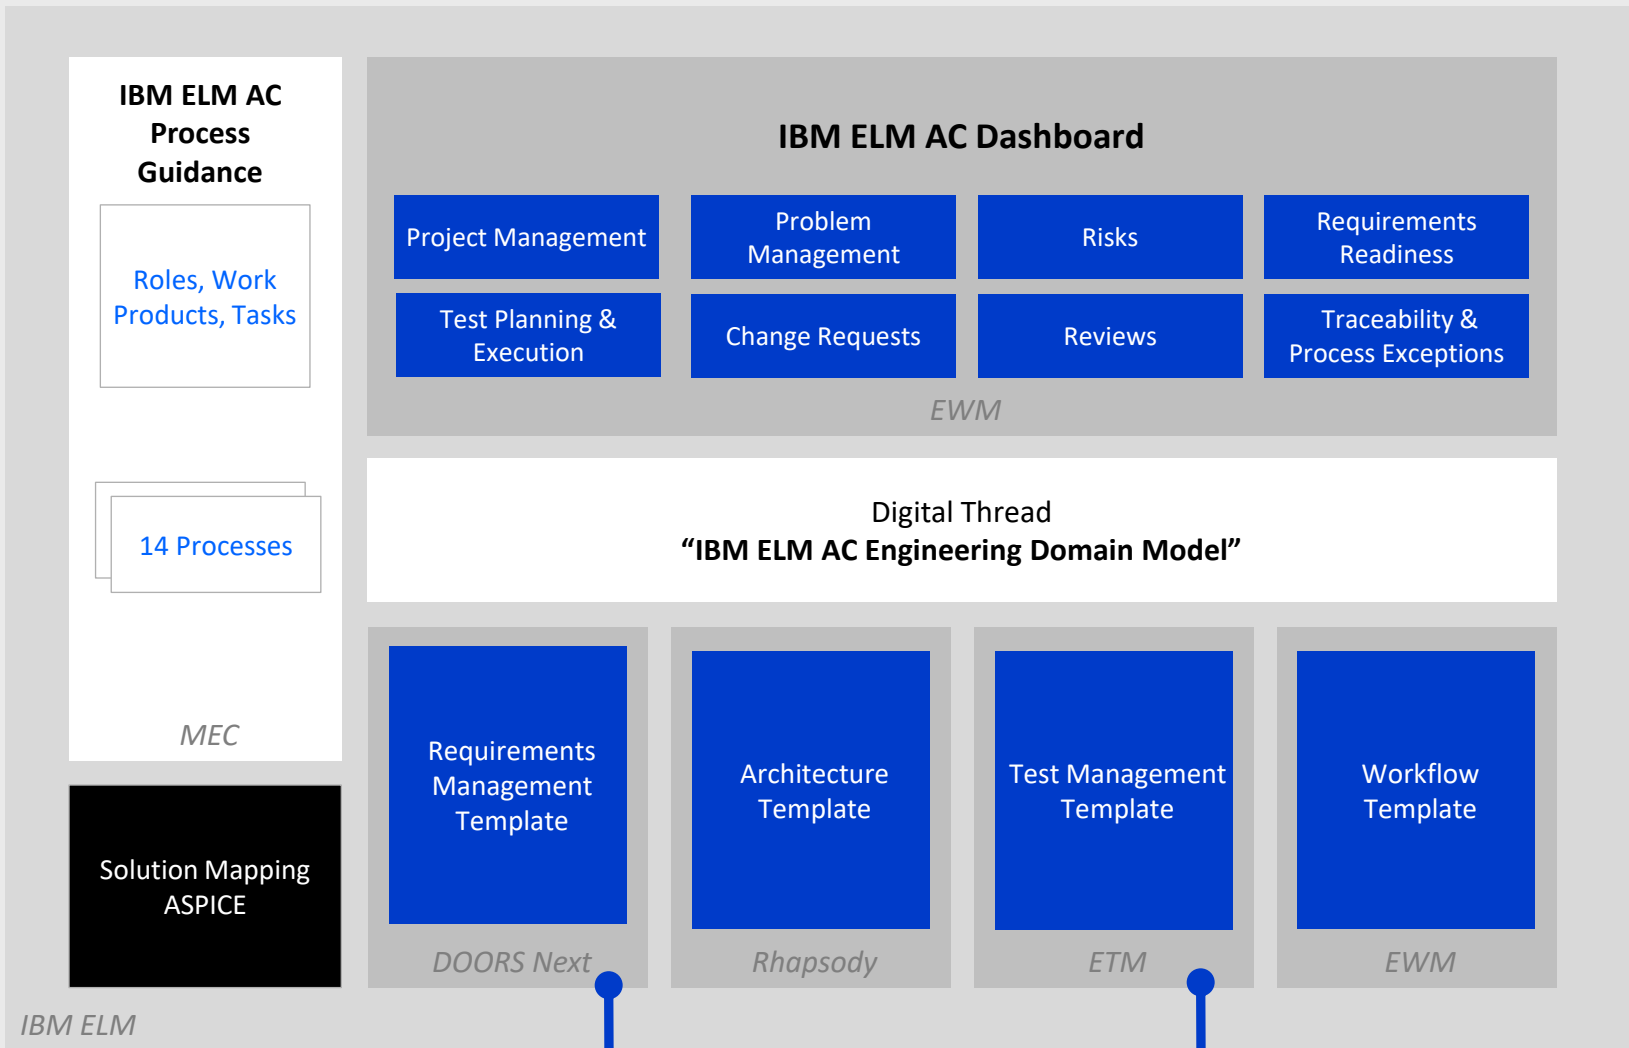 IBM ELM AC
Process
Guidance
Roles, Work
Products, Tasks
14 Processes
MEC
Solution Mapping
ASPICE
IBM ELM AC Dashboard
Project Management
Problem
Management
Risks
Requirements
Readiness
Test Planning &
Execution
Change Requests
Reviews
Traceability &
Process Exceptions
EWM
Digital Thread
“IBM ELM AC Engineering Domain Model”
Requirements
Management
Template
DOORS Next
Architecture
Template
Rhapsody
Test Management
Template
ETM
Workflow
Template
EWM
IBM ELM